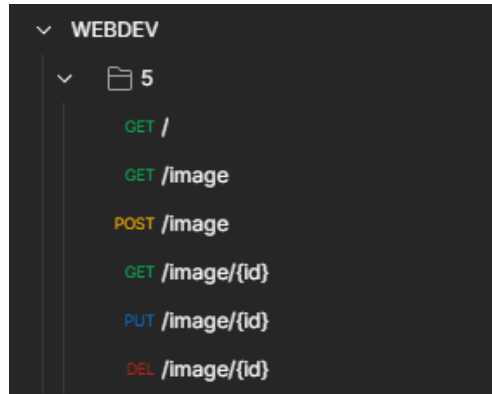 WEBDEV
5
GET /
GET /image
POST /image
GET /image/{id}
PUT /image/{id}
DEL /image/{id}